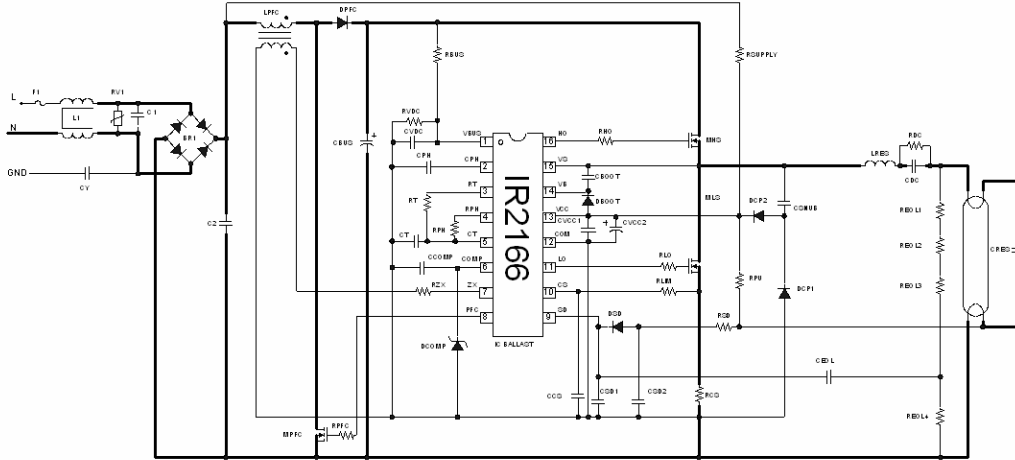 LPFC
DPFC
RBUS
RSUPPLY
L
F1
RV1
C1
L1
N
BR1
GND
CY
C2
CBUS
RVDC
CVDC
VBUS
1
CPH
CPH
2
RT
RT
3
RPH
RPH
4
CT
CT
5
CCOMP
COMP
6
RZX
ZX
7
PFC
8
DCOMP
IR2166
IC BALLAST
16
HO
RHO
MHS
15
VS
CBOOT
14
VB
DBOOT
13
VCC
CVCC1
CVCC2
12
COM
11
LO
RLO
MLS
10
CS
RLIM
9
SD
DSD
RSD
RPU
DCP2
CSNUB
DCP1
LRES
RDC
CDC
REOL1
REOL2
REOL3
CRES
CEOL
REOL4
CCS
CSD1
CSD2
RCS
MPFC
RPFC